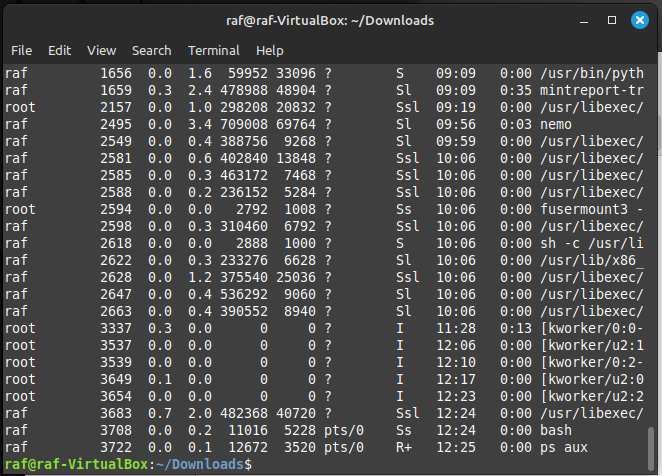 raf@raf-VirtualBox: ~/Downloads
File Edit View Search Terminal Help
raf 1656 0.0 1.6 59952 33096 ? S 09:09 0:00 /usr/bin/pyth
raf 1659 0.3 2.4 478988 48904 ? Sl 09:09 0:35 mintreport-tr
root 2157 0.0 1.0 298208 20832 ? Ssl 09:19 0:00 /usr/libexec/
raf 2495 0.0 3.4 709008 69764 ? Sl 09:56 0:03 nemo
raf 2549 0.0 0.4 388756 9268 ? Sl 09:59 0:00 /usr/libexec/
raf 2581 0.0 0.6 402840 13848 ? Ssl 10:06 0:00 /usr/libexec/
raf 2585 0.0 0.3 463172 7468 ? Ssl 10:06 0:00 /usr/libexec/
raf 2588 0.0 0.2 236152 5284 ? Ssl 10:06 0:00 /usr/libexec/
root 2594 0.0 0.0 2792 1008 ? Ss 10:06 0:00 fusermount3 -
raf 2598 0.0 0.3 310460 6792 ? Ssl 10:06 0:00 /usr/libexec/
raf 2618 0.0 0.0 2888 1000 ? S 10:06 0:00 sh -c /usr/li
raf 2622 0.0 0.3 233276 6628 ? Sl 10:06 0:00 /usr/lib/x86_
raf 2628 0.0 1.2 375540 25036 ? Ssl 10:06 0:00 /usr/libexec/
raf 2647 0.0 0.4 536292 9060 ? Sl 10:06 0:00 /usr/libexec/
raf 2663 0.0 0.4 390552 8940 ? Sl 10:06 0:00 /usr/libexec/
root 3337 0.3 0.0 0 0 ? I 11:28 0:13 [kworker/0:0-
root 3537 0.0 0.0 0 0 ? I 12:06 0:00 [kworker/u2:1
root 3539 0.0 0.0 0 0 ? I 12:10 0:00 [kworker/0:2-
root 3649 0.1 0.0 0 0 ? I 12:17 0:00 [kworker/u2:0
root 3654 0.0 0.0 0 0 ? I 12:23 0:00 [kworker/u2:2
raf 3683 0.7 2.0 482368 40720 ? Ssl 12:24 0:00 /usr/libexec/
raf 3708 0.0 0.2 11016 5228 pts/0 Ss 12:24 0:00 bash
raf 3722 0.0 0.1 12672 3520 pts/0 R+ 12:25 0:00 ps aux
raf@raf-VirtualBox:~/Downloads$